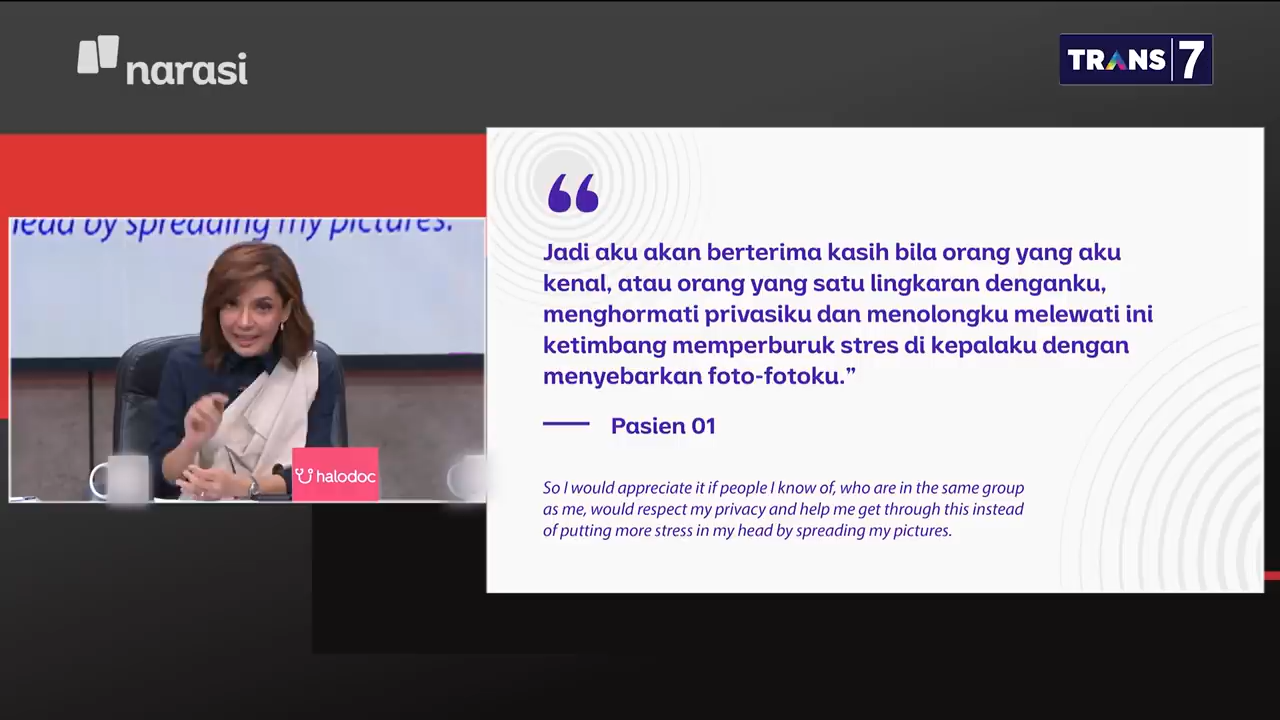 narasi
TRANS 7
head by spreading my pictures.
halodoc
“
Jadi aku akan berterima kasih bila orang yang aku
kenal, atau orang yang satu lingkaran denganku,
menghormati privasiku dan menolongku melewati ini
ketimbang memperburuk stres di kepalaku dengan
menyebarkan foto-fotoku.”
— Pasien 01
So I would appreciate it if people I know of, who are in the same group
as me, would respect my privacy and help me get through this instead
of putting more stress in my head by spreading my pictures.